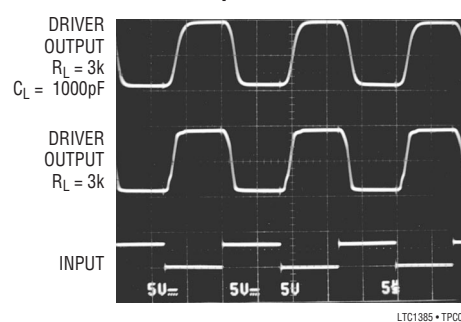 DRIVER
OUTPUT
R_L = 3k
C_L = 1000pF
DRIVER
OUTPUT
R_L = 3k
INPUT
5V 5V 5V
LTC1385 • TPC0